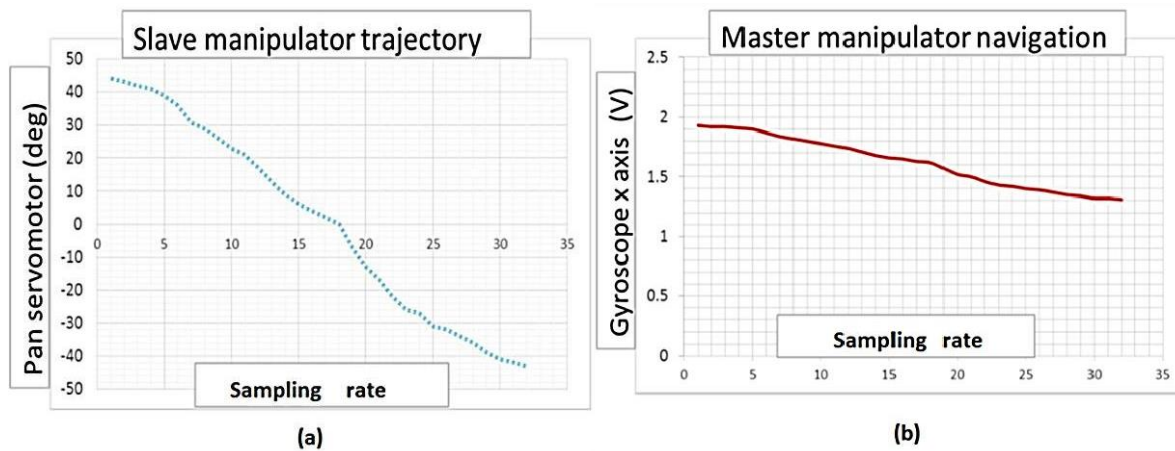 Slave manipulator trajectory
Pan servomotor (deg)
50
40
30
20
10
0
-10
-20
-30
-40
-50
0 5 10 15 20 25 30 35
Sampling rate
(a)
Master manipulator navigation
Gyroscope x axis (V)
2.5
2
1.5
1
0.5
0
0 5 10 15 20 25 30 35
Sampling rate
(b)